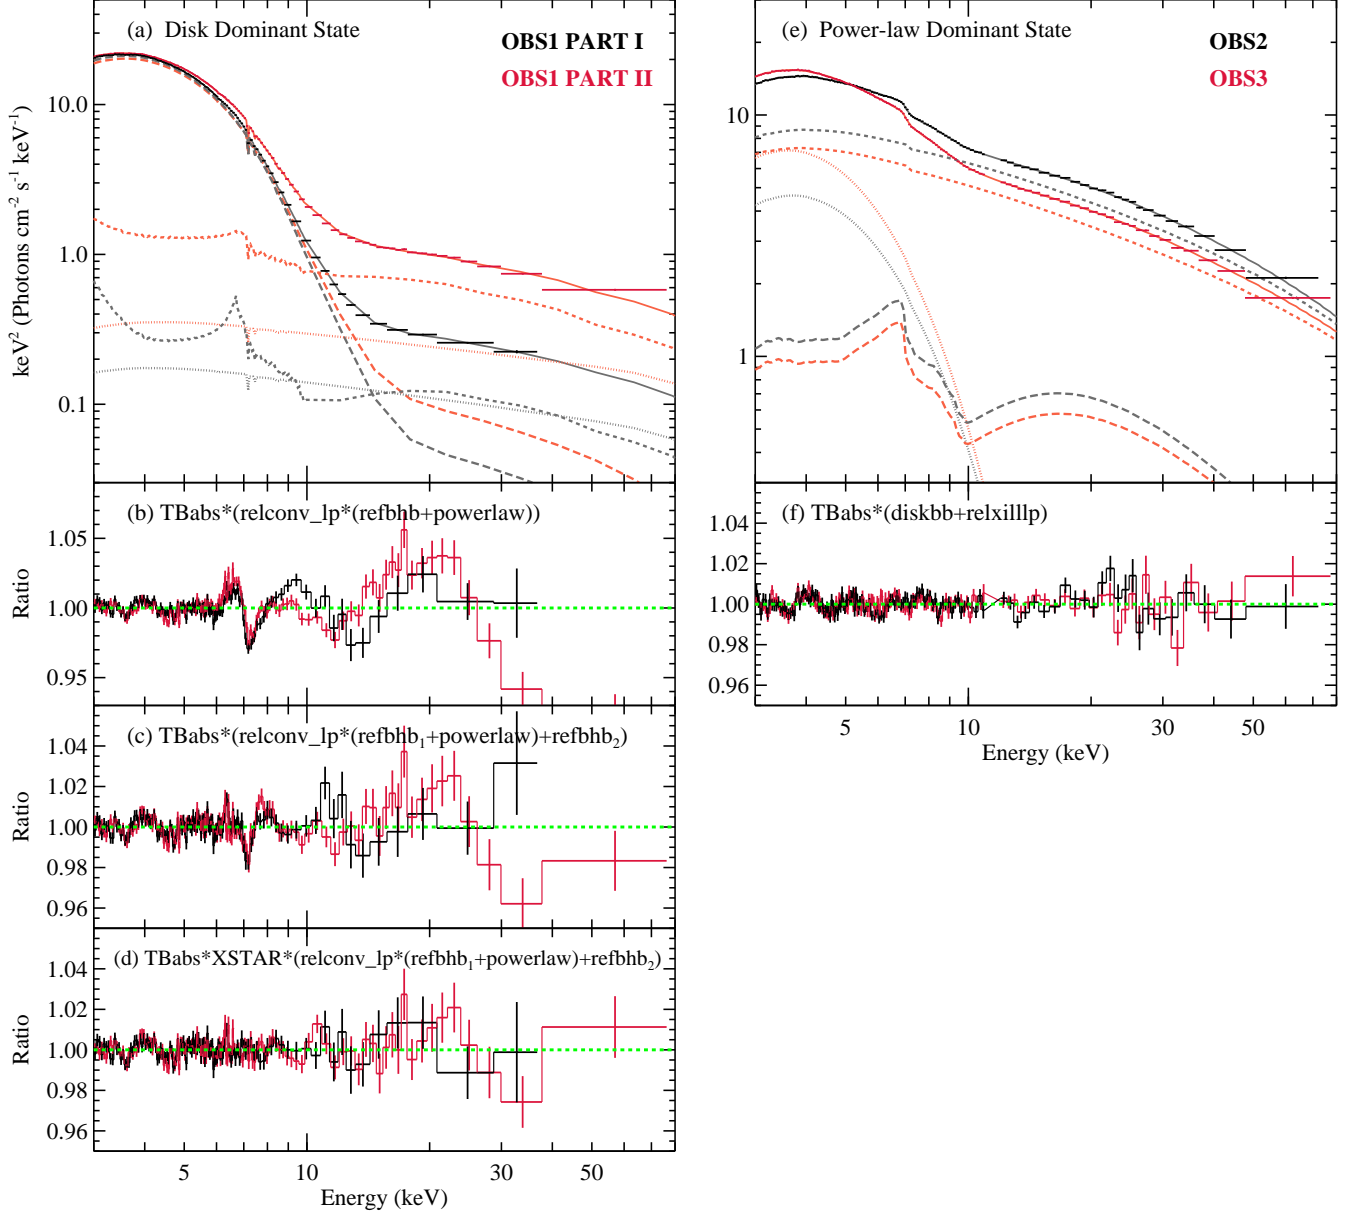 (a) Disk Dominant State
OBS1 PART I
OBS1 PART II
10.0
1.0
0.1
keV² (Photons cm⁻² s⁻¹ keV⁻¹)
(b) TBabs*(relconv_lp*(refbhb+powerlaw))
1.05
1.00
0.95
Ratio
(c) TBabs*(relconv_lp*(refbhb₁+powerlaw)+refbhb₂)
1.04
1.02
1.00
0.98
0.96
Ratio
(d) TBabs*XSTAR*(relconv_lp*(refbhb₁+powerlaw)+refbhb₂)
1.04
1.02
1.00
0.98
0.96
Ratio
5 10 30 50
Energy (keV)
(e) Power-law Dominant State
OBS2
OBS3
10
1
(f) TBabs*(diskbb+relxilllp)
1.04
1.02
1.00
0.98
0.96
5 10 30 50
Energy (keV)